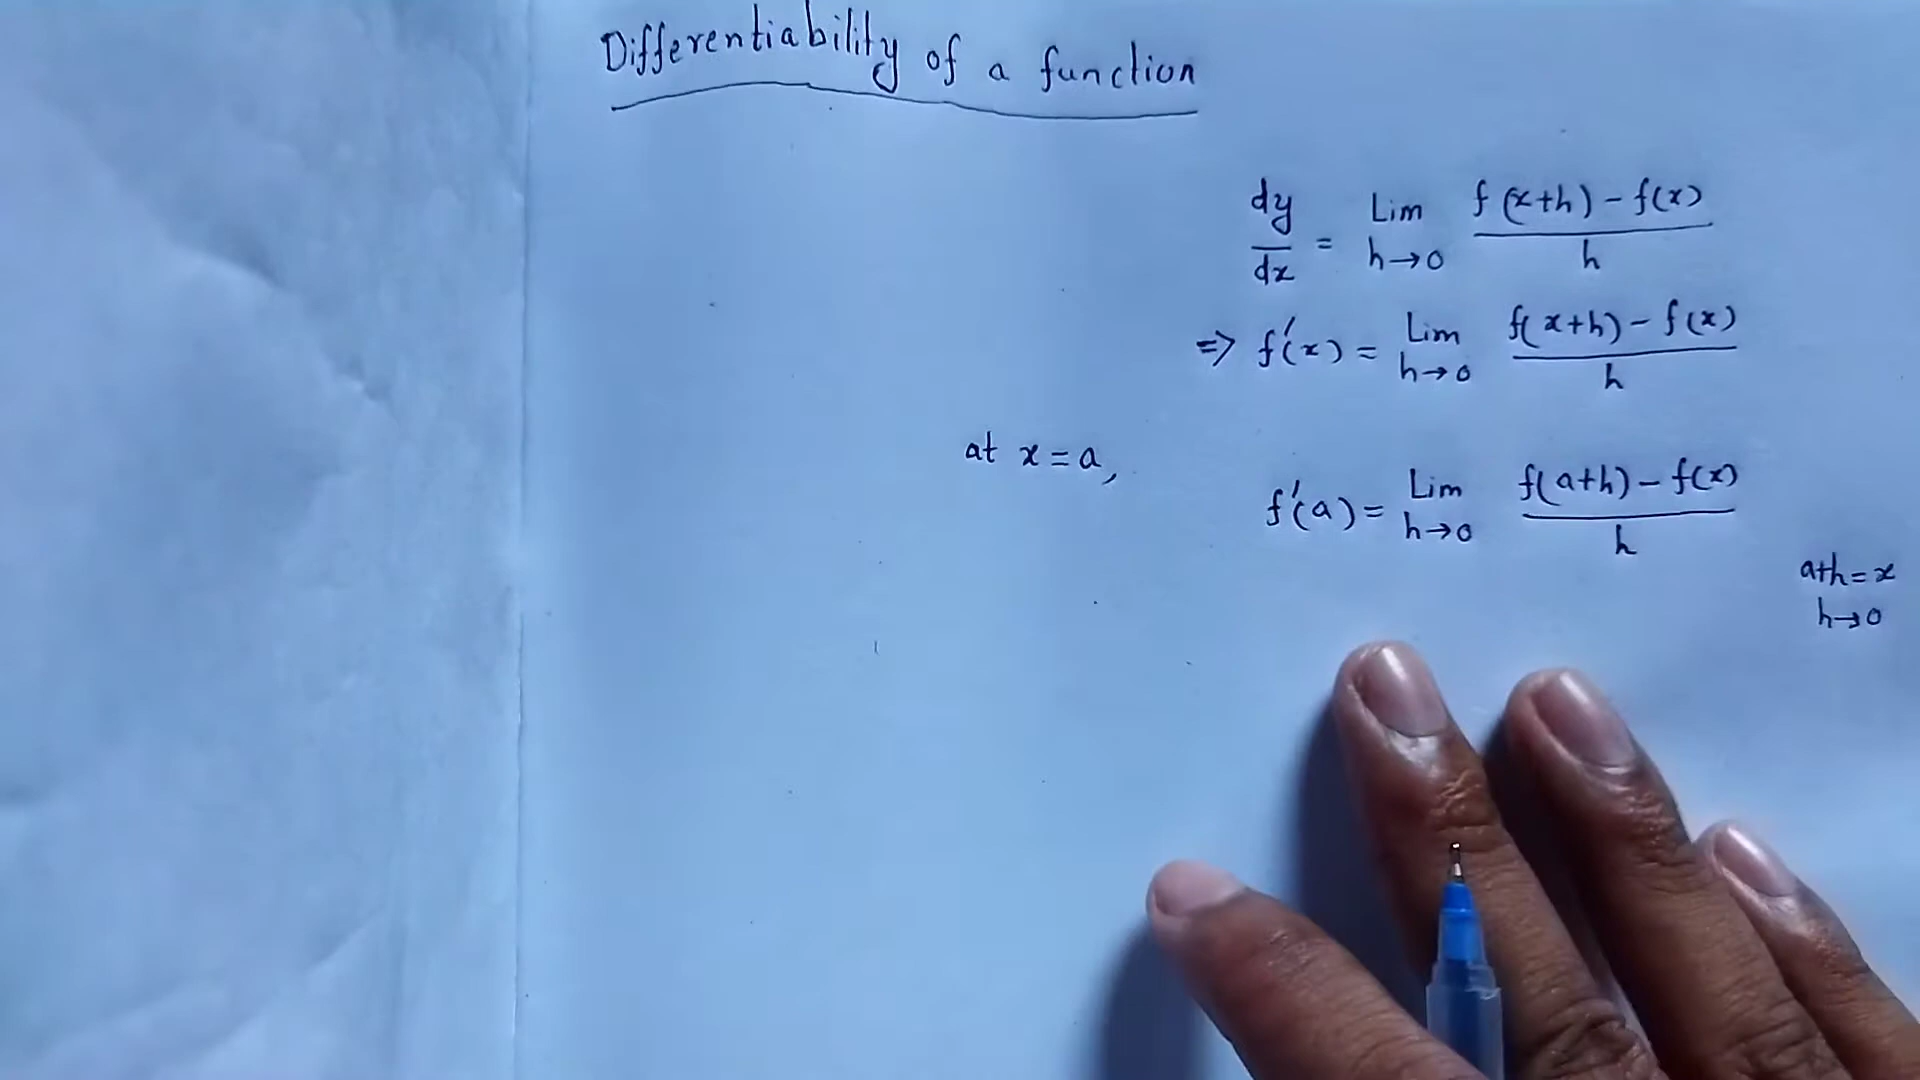 Differentiability of a function
dy/dx = Lim h→0 f(x+h)-f(x)/h
⇒ f'(x) = Lim h→0 f(x+h)-f(x)/h
at x=a, f'(a) = Lim h→0 f(a+h)-f(x)/h
a+h=x
h→0